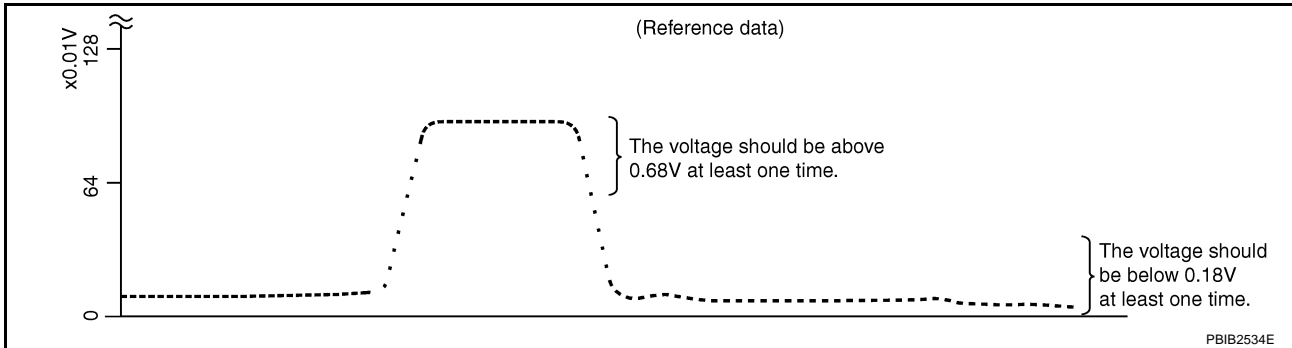 (Reference data)
x0.01V
128
64
0
The voltage should be above
0.68V at least one time.
The voltage should
be below 0.18V
at least one time.
PBIB2534E